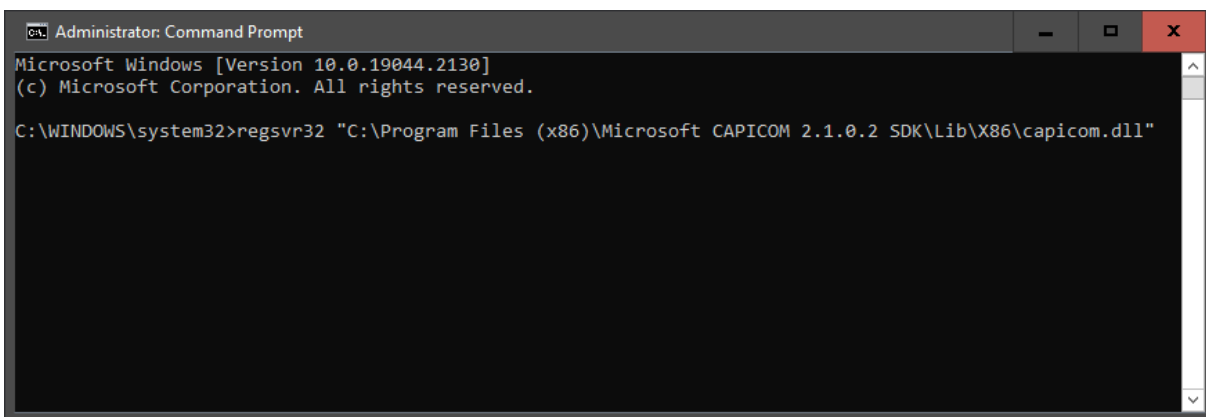 Administrator: Command Prompt
Microsoft Windows [Version 10.0.19044.2130]
(c) Microsoft Corporation. All rights reserved.
C:\WINDOWS\system32>regsvr32 "C:\Program Files (x86)\Microsoft CAPICOM 2.1.0.2 SDK\Lib\X86\capicom.dll"